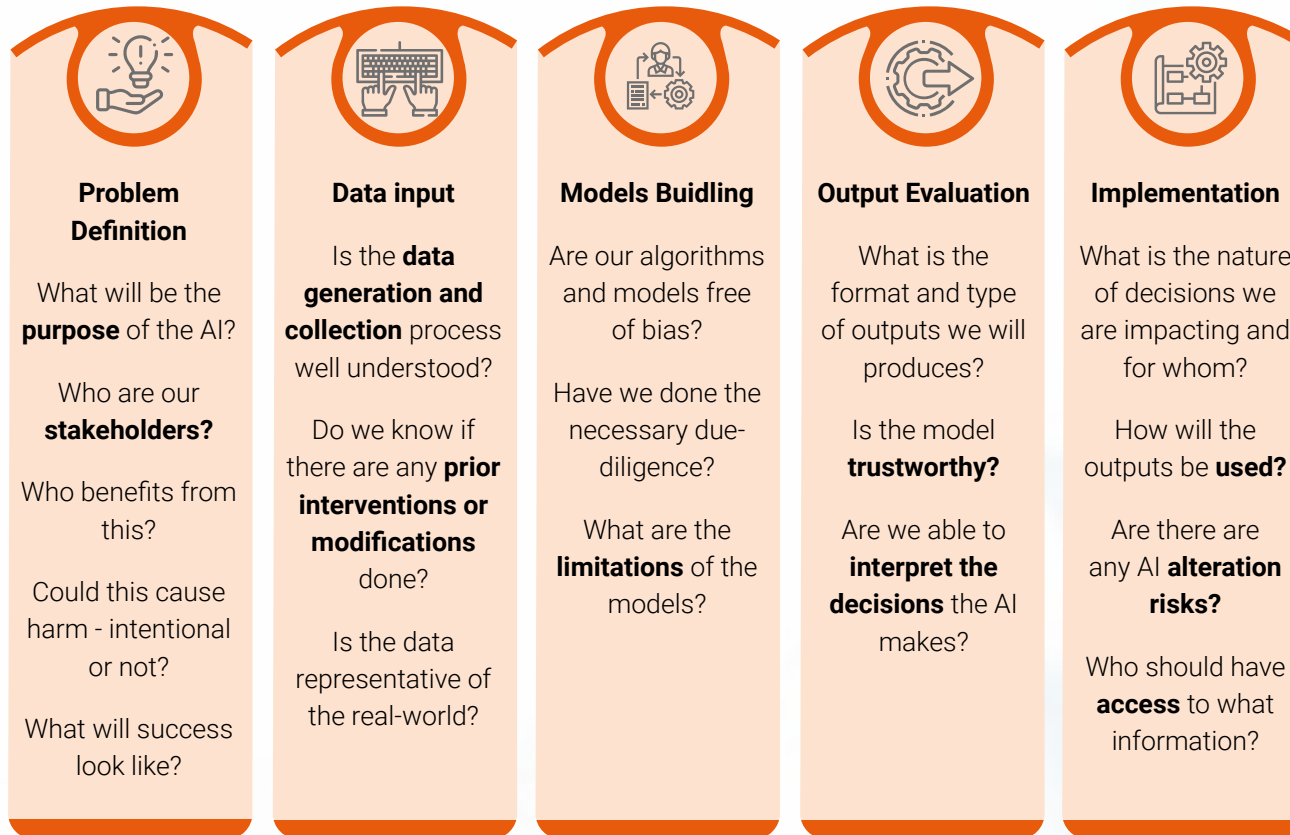 Problem
Definition
What will be the
purpose of the AI?
Who are our
stakeholders?
Who benefits from
this?
Could this cause
harm - intentional
or not?
What will success
look like?
Data input
Is the data
generation and
collection process
well understood?
Do we know if
there are any prior
interventions or
modifications
done?
Is the data
representative of
the real-world?
Models Buidling
Are our algorithms
and models free
of bias?
Have we done the
necessary due-
diligence?
What are the
limitations of the
models?
Output Evaluation
What is the
format and type
of outputs we will
produces?
Is the model
trustworthy?
Are we able to
interpret the
decisions the AI
makes?
Implementation
What is the nature
of decisions we
are impacting and
for whom?
How will the
outputs be used?
Are there are
any AI alteration
risks?
Who should have
access to what
information?